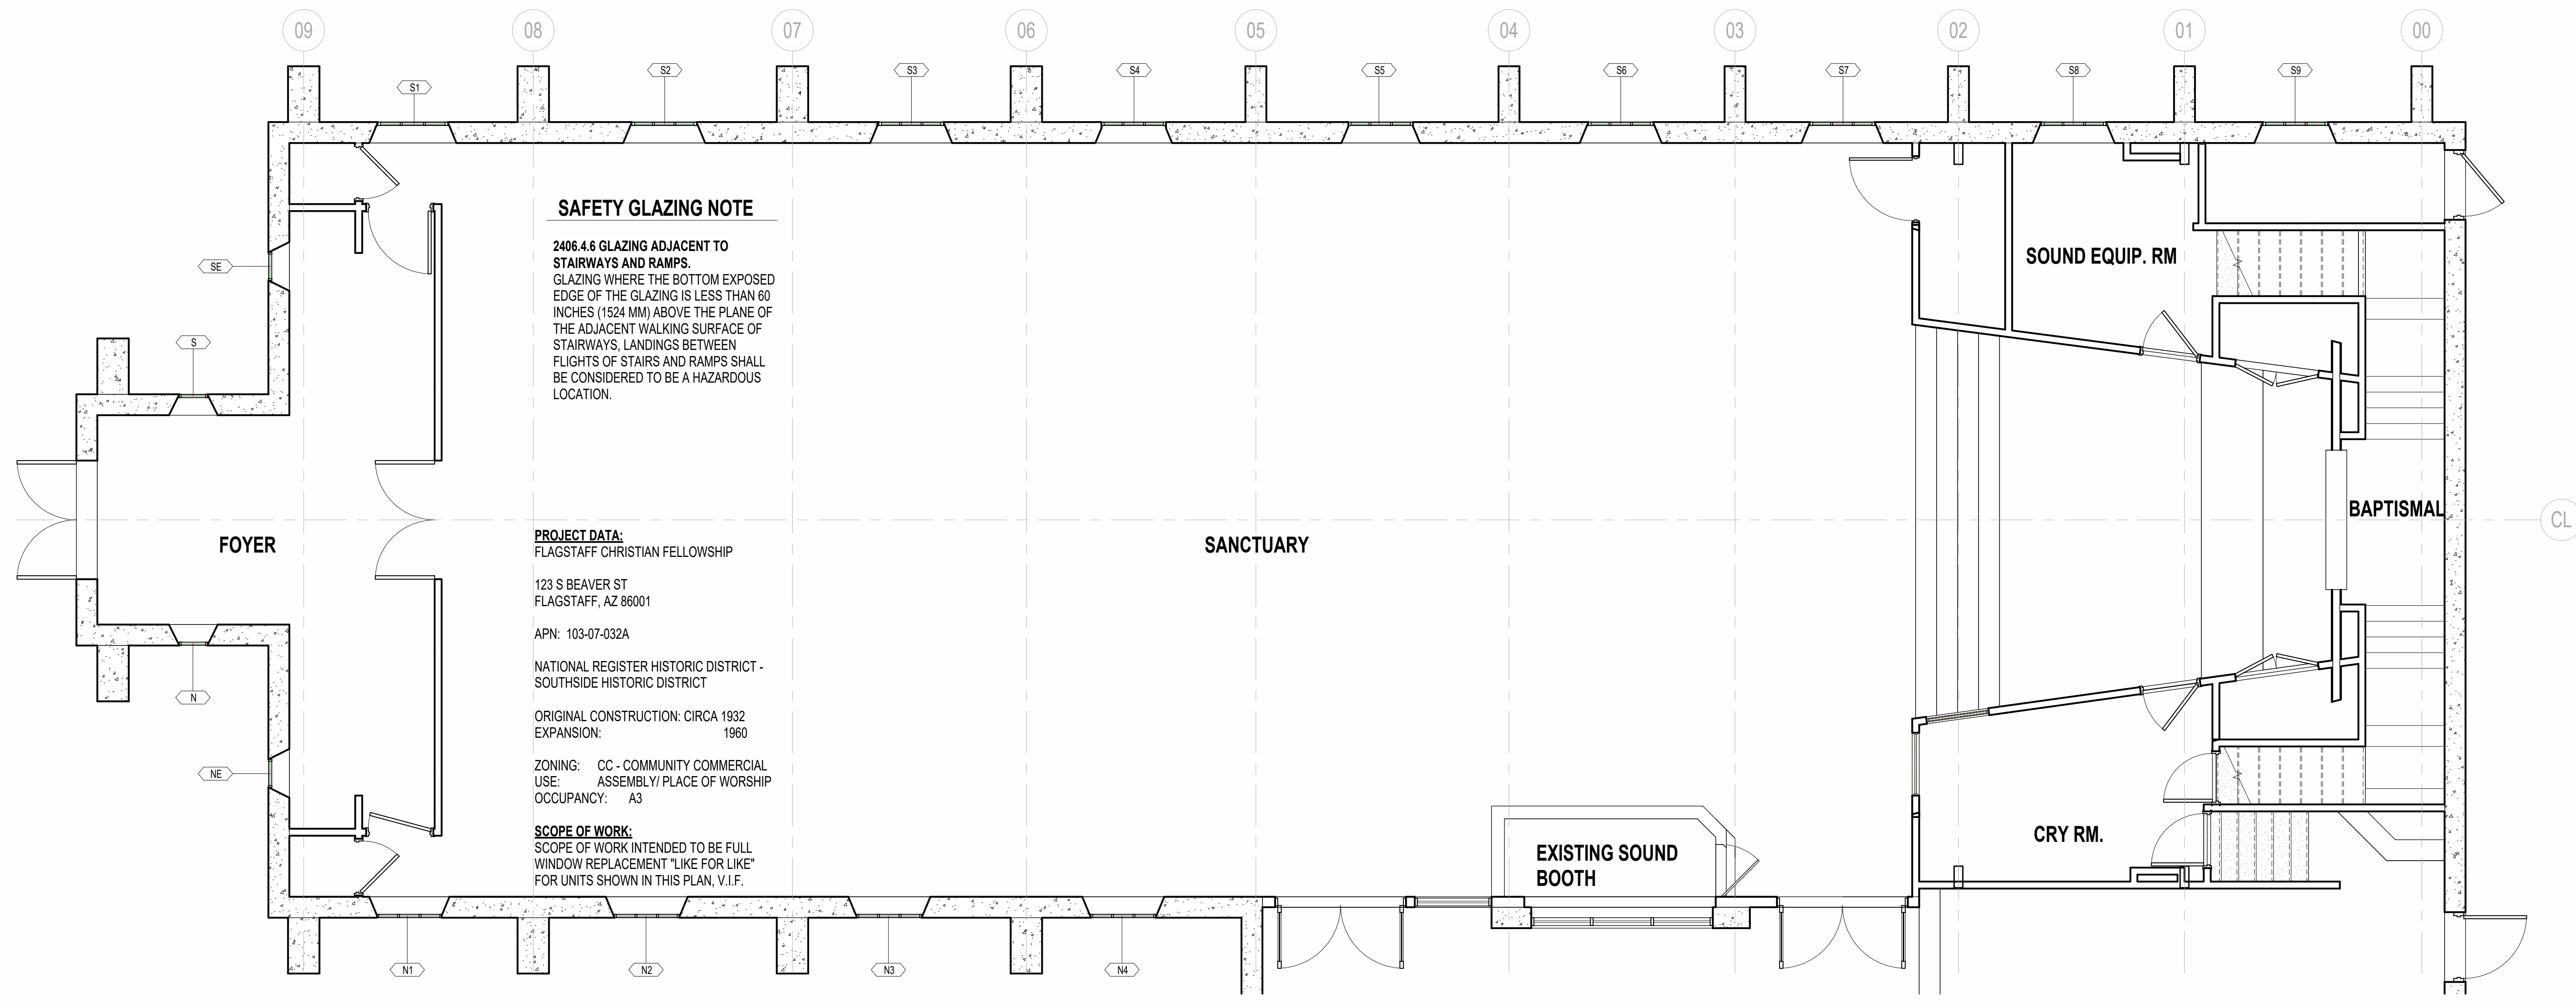 09
08
07
06
05
04
03
02
01
00
S1
S2
S3
S4
S5
S6
S7
S8
S9
SE
S
N
NE
SAFETY GLAZING NOTE
2406.4.6 GLAZING ADJACENT TO
STAIRWAYS AND RAMPS.
GLAZING WHERE THE BOTTOM EXPOSED
EDGE OF THE GLAZING IS LESS THAN 60
INCHES (1524 MM) ABOVE THE PLANE OF
THE ADJACENT WALKING SURFACE OF
STAIRWAYS, LANDINGS BETWEEN
FLIGHTS OF STAIRS AND RAMPS SHALL
BE CONSIDERED TO BE A HAZARDOUS
LOCATION.
SOUND EQUIP. RM
BAPTISMAL
CL
FOYER
SANCTUARY
PROJECT DATA:
FLAGSTAFF CHRISTIAN FELLOWSHIP
123 S BEAVER ST
FLAGSTAFF, AZ 86001
APN: 103-07-032A
NATIONAL REGISTER HISTORIC DISTRICT -
SOUTHSIDE HISTORIC DISTRICT
ORIGINAL CONSTRUCTION: CIRCA 1932
EXPANSION: 1960
ZONING: CC - COMMUNITY COMMERCIAL
USE: ASSEMBLY/ PLACE OF WORSHIP
OCCUPANCY: A3
SCOPE OF WORK:
SCOPE OF WORK INTENDED TO BE FULL
WINDOW REPLACEMENT "LIKE FOR LIKE"
FOR UNITS SHOWN IN THIS PLAN, V.I.F.
EXISTING SOUND
BOOTH
CRY RM.
N1
N2
N3
N4